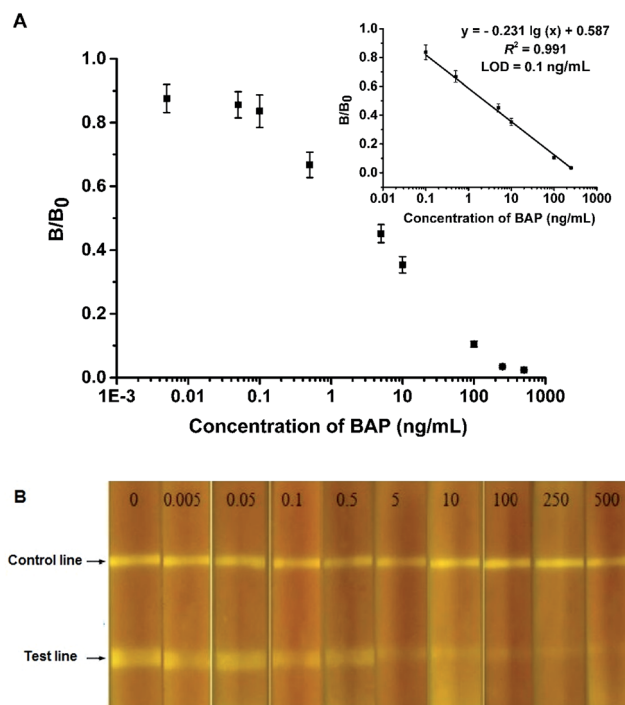 A
y = - 0.231 lg (x) + 0.587
R² = 0.991
LOD = 0.1 ng/mL
B/B₀
0.8
0.6
0.4
0.2
0.0
0.01 0.1 1 10 100 1000
Concentration of BAP (ng/mL)
B/B₀
1.0
0.8
0.6
0.4
0.2
0.0
1E-3 0.01 0.1 1 10 100 1000
Concentration of BAP (ng/mL)
B
0 0.005 0.05 0.1 0.5 5 10 100 250 500
Control line
Test line